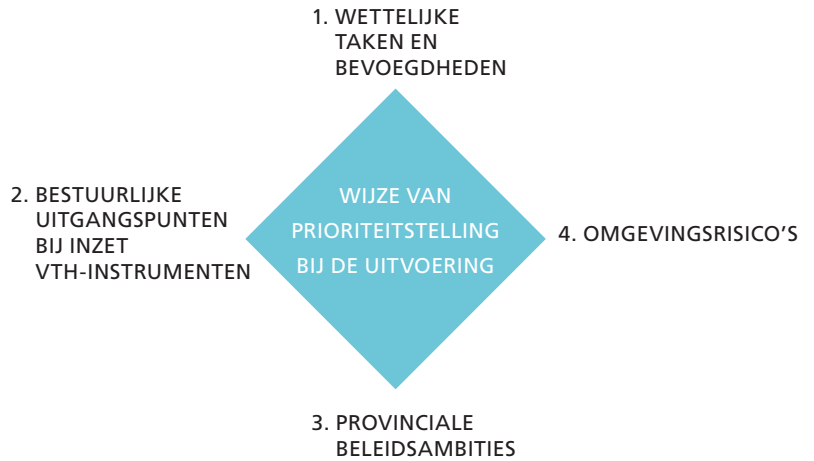 1. WETTELIJKE
TAKEN EN
BEVOEGDHEDEN
2. BESTUURLIJKE
UITGANGSPUNTEN
BIJ INZET
VTH-INSTRUMENTEN
WIJZE VAN
PRIORITEITSTELLING
BIJ DE UITVOERING
4. OMGEVINGSRISICO'S
3. PROVINCIALE
BELEIDSAMBITIES